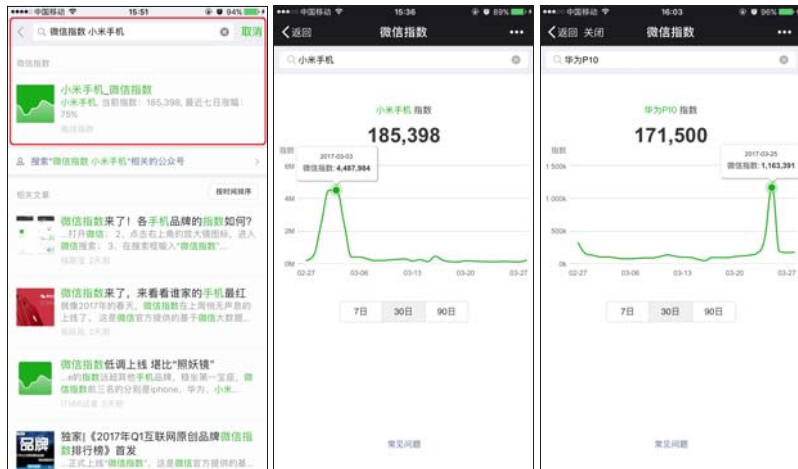 中国移动
15:51
94%
微信指数 小米手机
取消
微信指数
小米手机_微信指数
小米手机, 当前指数: 185,398, 最近七日涨幅:
75%
微信指数
搜索"微信指数 小米手机"相关的公众号
相关文章
按时间排序
微信指数来了！各手机品牌的指数如何?
...打开微信； 2、点击右上角的放大镜图标，进入
微信搜索； 3、在搜索框输入"微信指数"...
2天前
微信指数来了，来看看谁家的手机最红
就像2017年的春天，微信指数在上周悄无声息的
上线了， 这是微信官方提供的基于微信大数据...
2天前
微信指数低调上线 堪比"照妖镜"
...e的指数远超其他手机品牌，稳坐第一宝座，微
信指数前三名的分别是iphone、华为、小米...
3天前
品牌
独家|《2017年Q1互联网原创品牌微信指
数排行榜》首发
...正式上线"微信指数"，这是微信官方提供的基...
中国移动
15:36
89%
返回
微信指数
小米手机
小米手机 指数
185,398
指数
2017-03-03
微信指数: 4,487,984
6M
4M
2M
0M
02-27
03-06
03-13
03-20
03-27
7日
30日
90日
常见问题
中国移动
16:03
96%
返回 关闭
微信指数
华为P10
华为P10 指数
171,500
指数
2017-03-25
微信指数: 1,163,391
1 500k
1 000k
500k
0k
02-27
03-06
03-13
03-20
03-27
7日
30日
90日
常见问题